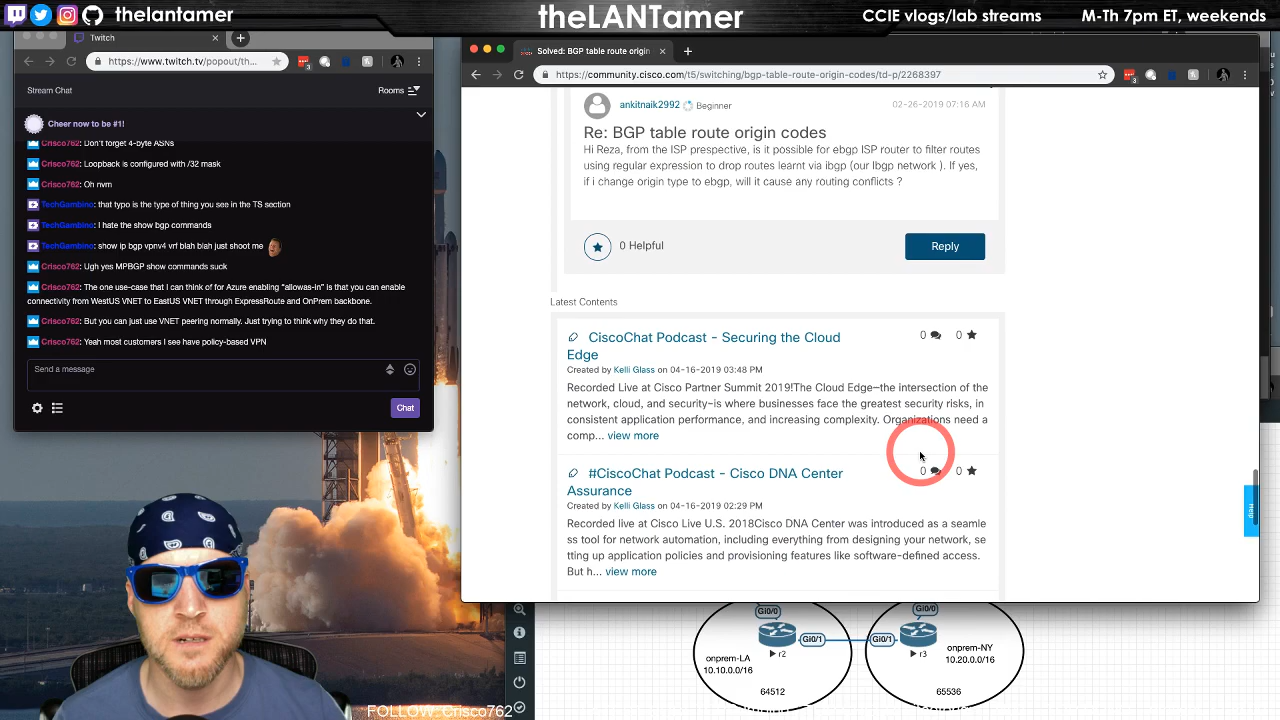 thelantamer
theLANTamer
CCIE vlogs/lab streams
M-Th 7pm ET, weekends
Twitch
https://www.twitch.tv/popout/th...
Stream Chat
Rooms
Cheer now to be #1!
Crisco762: Don't forget 4-byte ASNs
Crisco762: Loopback is configured with /32 mask
Crisco762: Oh nvm
TechGambino: that typo is the type of thing you see in the TS section
TechGambino: I hate the show bgp commands
TechGambino: show ip bgp vpnv4 vrf blah blah just shoot me
Crisco762: Ugh yes MPBGP show commands suck
Crisco762: The one use-case that I can think of for Azure enabling "allowas-in" is that you can enable
connectivity from WestUS VNET to EastUS VNET through ExpressRoute and OnPrem backbone.
Crisco762: But you can just use VNET peering normally. Just trying to think why they do that.
Crisco762: Yeah most customers I see have policy-based VPN
Send a message
Chat
Solved: BGP table route origin
https://community.cisco.com/t5/switching/bgp-table-route-origin-codes/td-p/2268397
ankitnaik2992 Beginner
02-26-2019 07:16 AM
Re: BGP table route origin codes
Hi Reza, from the ISP prespective, is it possible for ebgp ISP router to filter routes
using regular expression to drop routes learnt via ibgp (our Ibgp network ). If yes,
if i change origin type to ebgp, will it cause any routing conflicts ?
0 Helpful
Reply
Latest Contents
CiscoChat Podcast - Securing the Cloud
Edge
0
0
Created by Kelli Glass on 04-16-2019 03:48 PM
Recorded Live at Cisco Partner Summit 2019!The Cloud Edge—the intersection of the
network, cloud, and security–is where businesses face the greatest security risks, in
consistent application performance, and increasing complexity. Organizations need a
comp... view more
#CiscoChat Podcast - Cisco DNA Center
Assurance
0
0
Created by Kelli Glass on 04-16-2019 02:29 PM
Recorded live at Cisco Live U.S. 2018Cisco DNA Center was introduced as a seamle
ss tool for network automation, including everything from designing your network, se
tting up application policies and provisioning features like software-defined access.
But h... view more
Help
Gi0/0
Gi0/0
Gi0/1
Gi0/1
r2
r3
onprem-LA
10.10.0.0/16
onprem-NY
10.20.0.0/16
64512
65536
FOLLOW: Crisco762